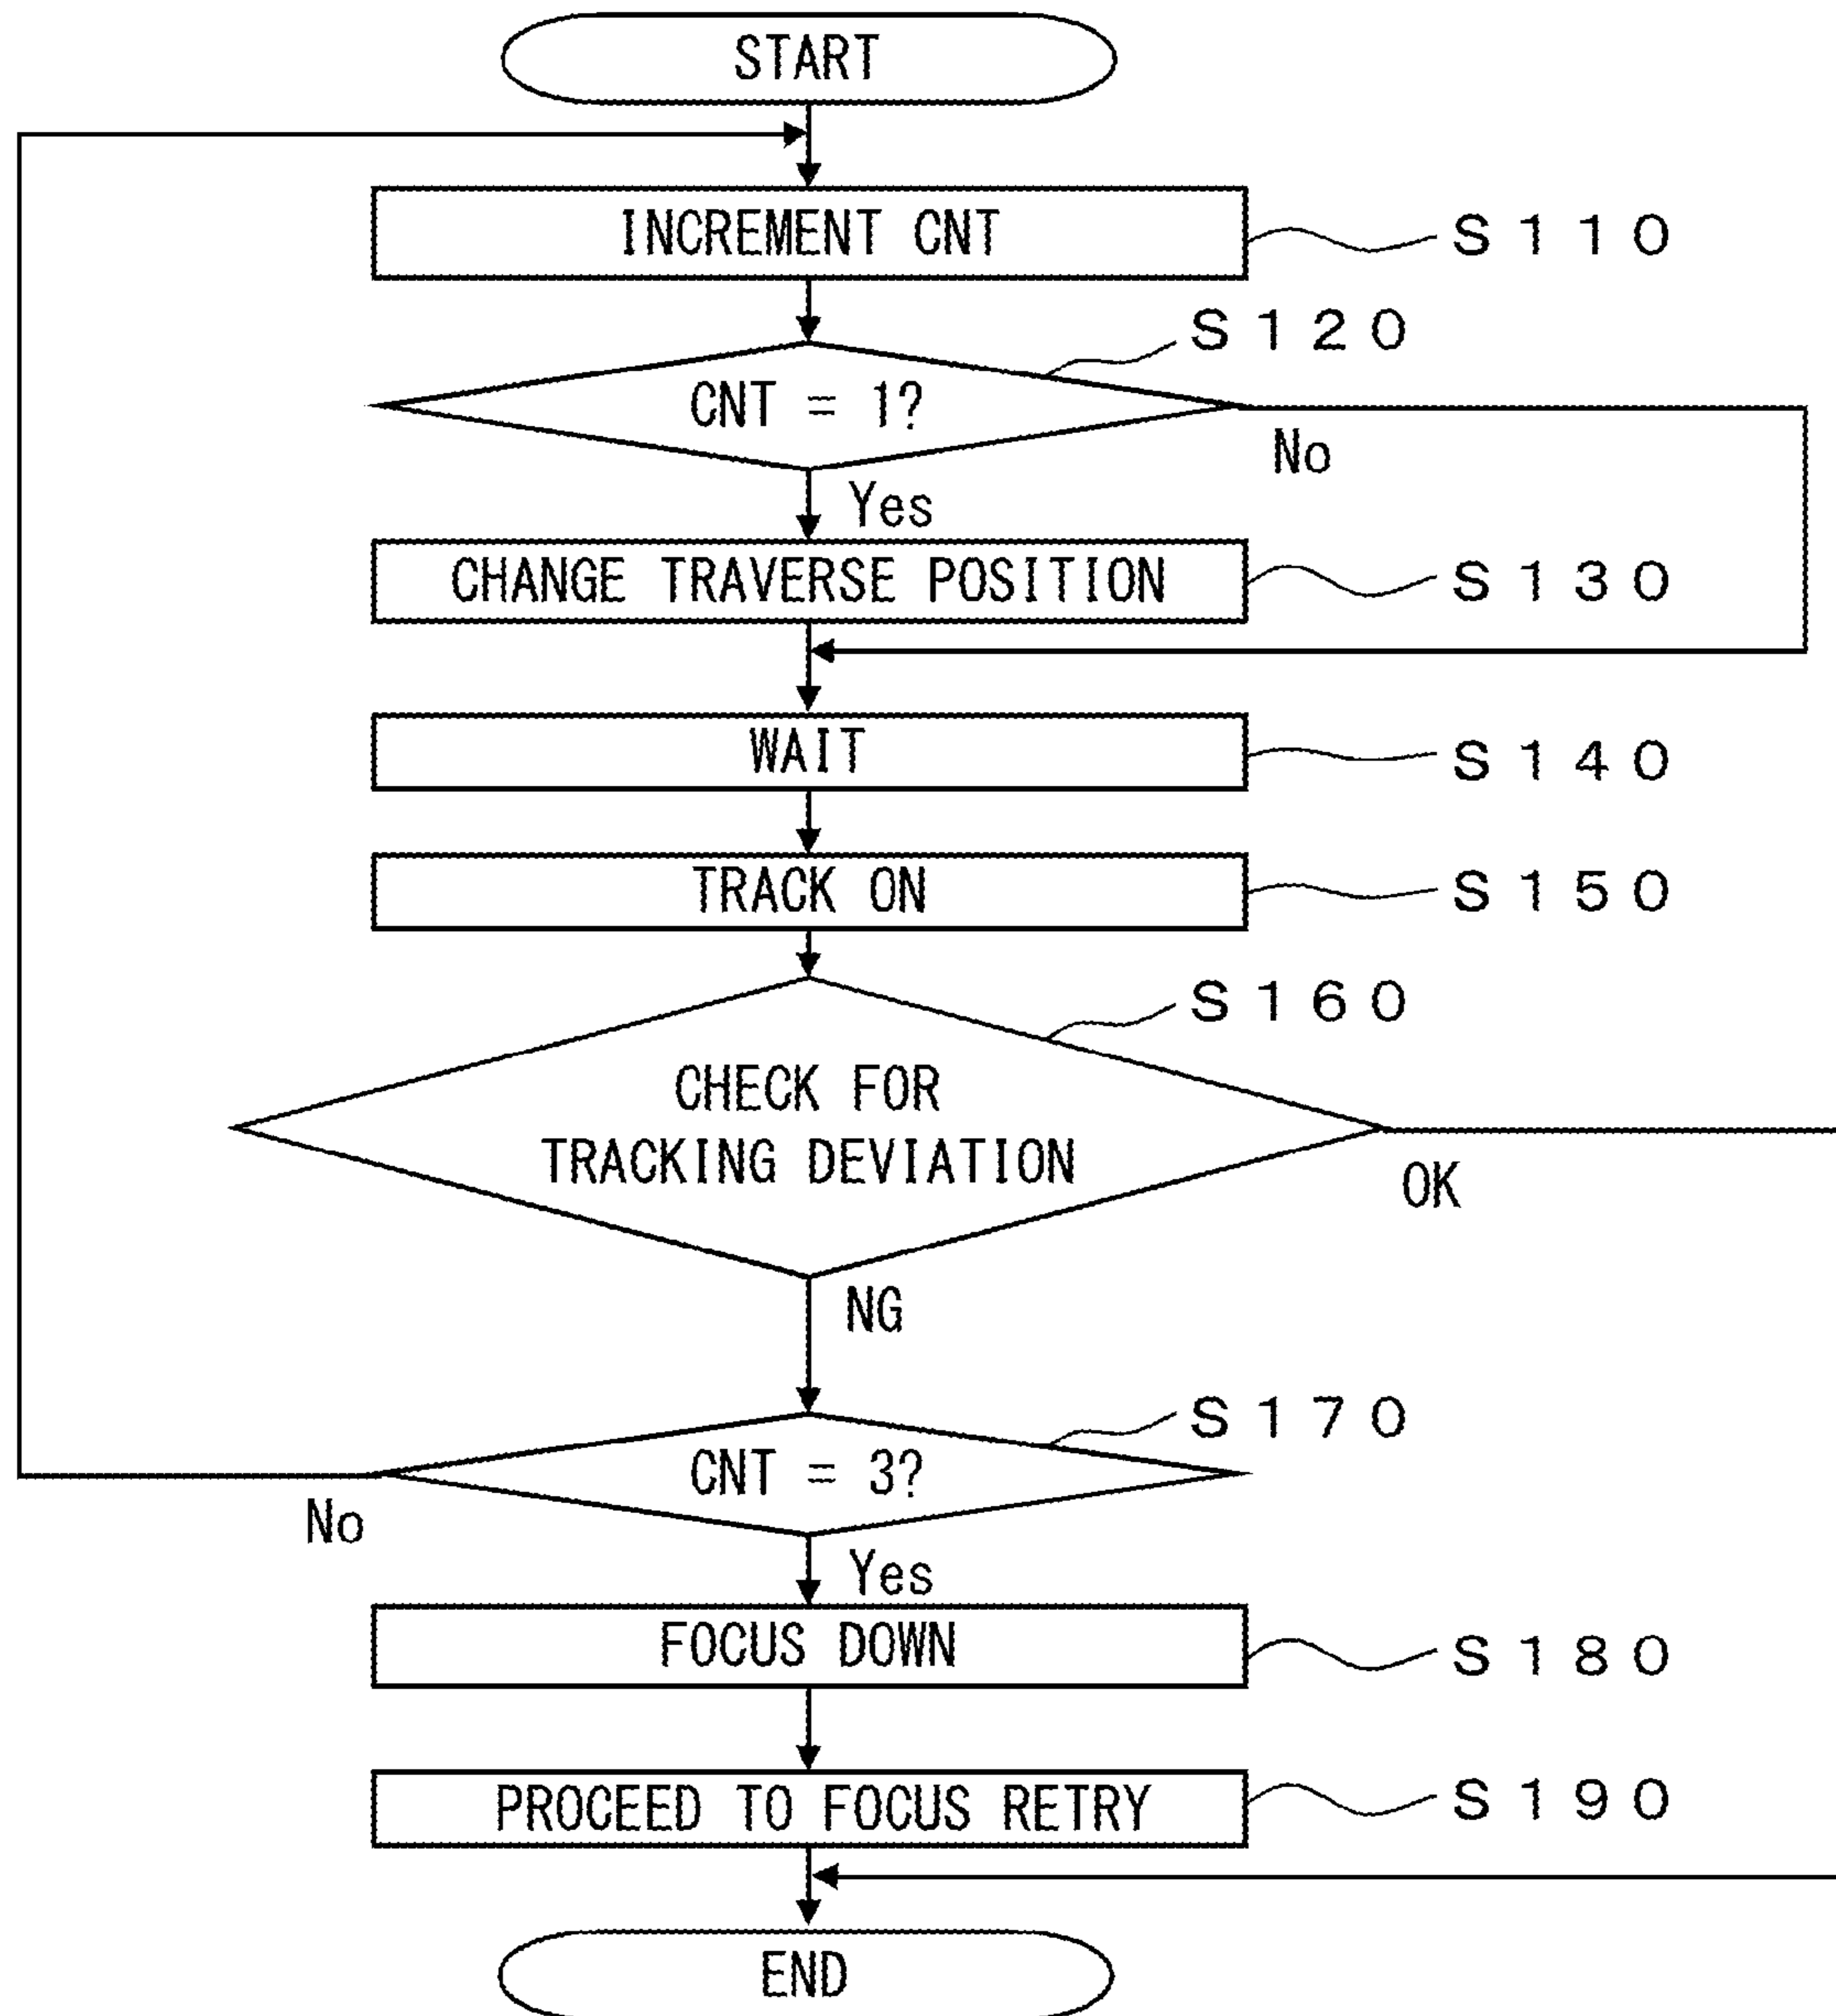 START
INCREMENT CNT
S110
S120
CNT = 1?
No
Yes
CHANGE TRAVERSE POSITION
S130
WAIT
S140
TRACK ON
S150
S160
CHECK FOR
TRACKING DEVIATION
OK
NG
S170
CNT = 3?
No
Yes
FOCUS DOWN
S180
PROCEED TO FOCUS RETRY
S190
END